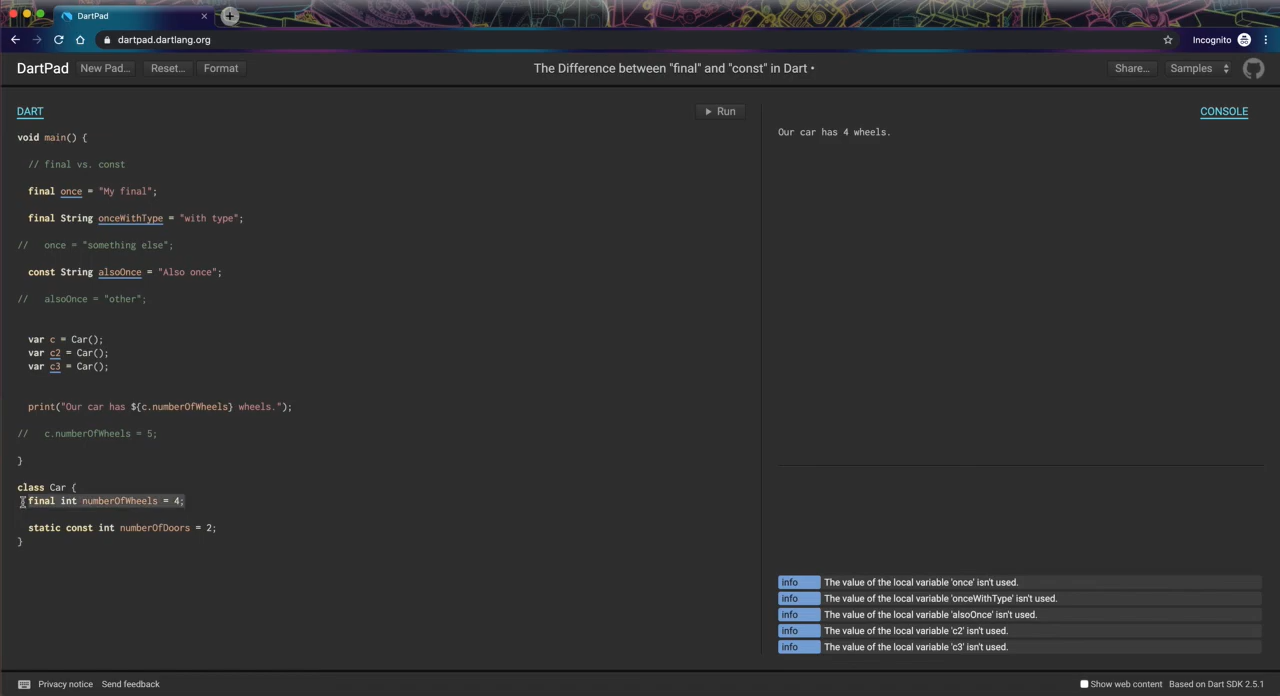 DartPad
dartpad.dartlang.org
Incognito
DartPad
New Pad...
Reset...
Format
The Difference between "final" and "const" in Dart •
Share...
Samples
DART
Run
CONSOLE
void main() {
// final vs. const
final once = "My final";
final String onceWithType = "with type";
// once = "something else";
const String alsoOnce = "Also once";
// alsoOnce = "other";
var c = Car();
var c2 = Car();
var c3 = Car();
print("Our car has ${c.numberOfWheels} wheels.");
// c.numberOfWheels = 5;
}
class Car {
final int numberOfWheels = 4;
static const int numberOfDoors = 2;
}
Our car has 4 wheels.
info The value of the local variable 'once' isn't used.
info The value of the local variable 'onceWithType' isn't used.
info The value of the local variable 'alsoOnce' isn't used.
info The value of the local variable 'c2' isn't used.
info The value of the local variable 'c3' isn't used.
Privacy notice
Send feedback
Show web content
Based on Dart SDK 2.5.1